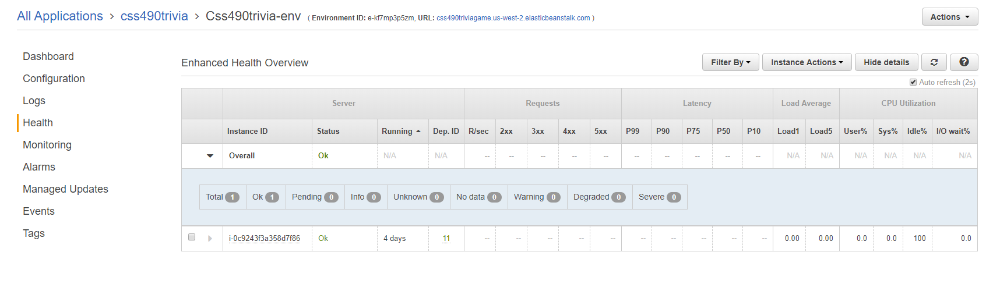 All Applications > css490trivia > Css490trivia-env ( Environment ID: e-kf7mp3p5zm, URL: css490triviagame.us-west-2.elasticbeanstalk.com )
Actions
Dashboard
Configuration
Logs
Health
Monitoring
Alarms
Managed Updates
Events
Tags
Enhanced Health Overview
Filter By
Instance Actions
Hide details
?
Auto refresh (2s)
Server Requests Latency Load Average CPU Utilization
Instance ID Status Running Dep. ID R/sec 2xx 3xx 4xx 5xx P99 P90 P75 P50 P10 Load1 Load5 User% Sys% Idle% I/O wait%
Overall Ok N/A N/A -- -- -- -- -- -- -- -- -- -- N/A N/A N/A N/A N/A N/A
Total 1 Ok 1 Pending 0 Info 0 Unknown 0 No data 0 Warning 0 Degraded 0 Severe 0
i-0c9243f3a358d7f86 Ok 4 days 11 -- -- -- -- -- -- -- -- -- -- 0.00 0.00 0.0 0.0 100 0.0